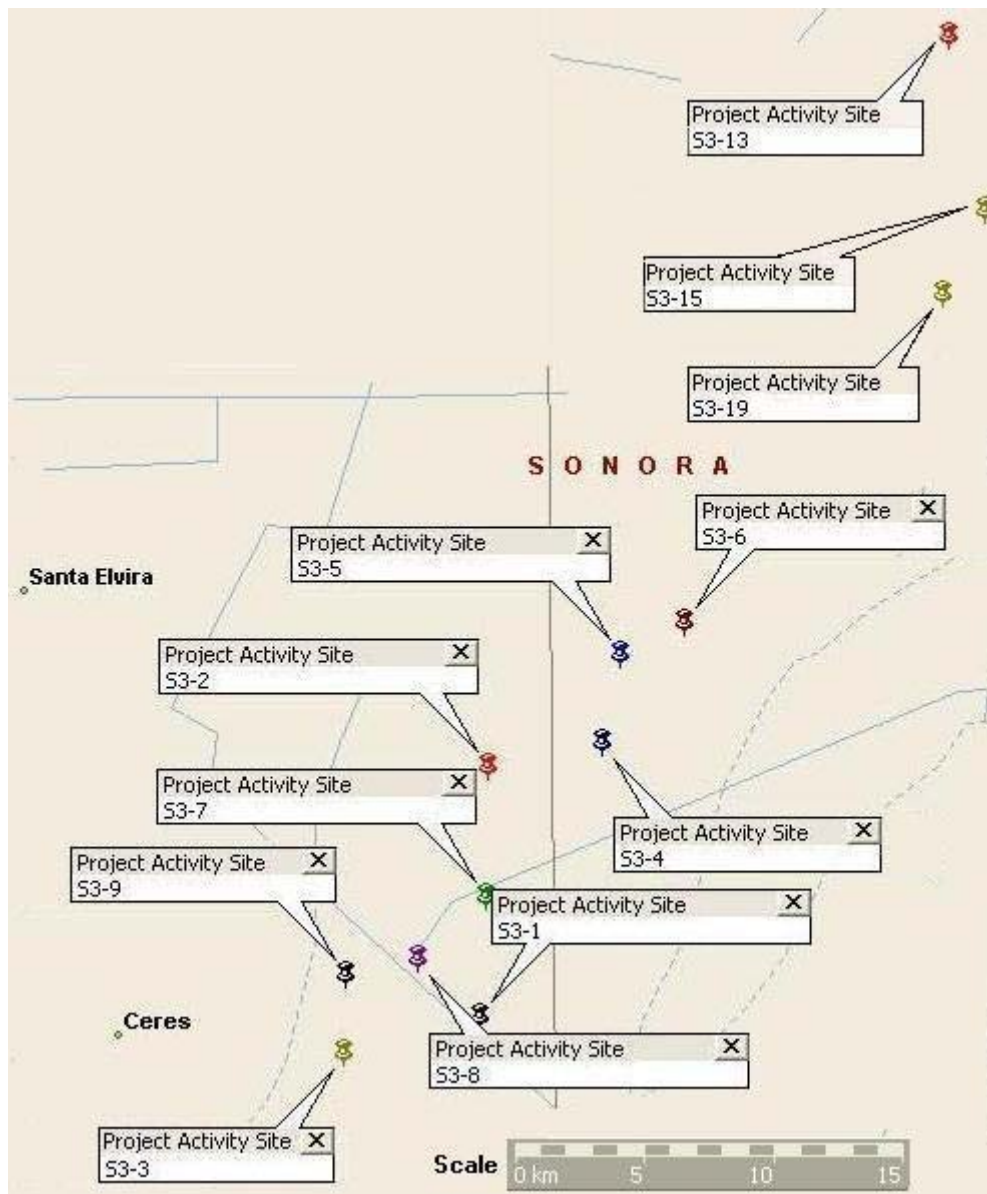 Project Activity Site
S3-13
Project Activity Site
S3-15
Project Activity Site
S3-19
SONORA
Project Activity Site
S3-6
Project Activity Site
S3-5
Santa Elvira
Project Activity Site
S3-2
Project Activity Site
S3-7
Project Activity Site
S3-4
Project Activity Site
S3-9
Project Activity Site
S3-1
Ceres
Project Activity Site
S3-8
Project Activity Site
S3-3
Scale
0 km 5 10 15